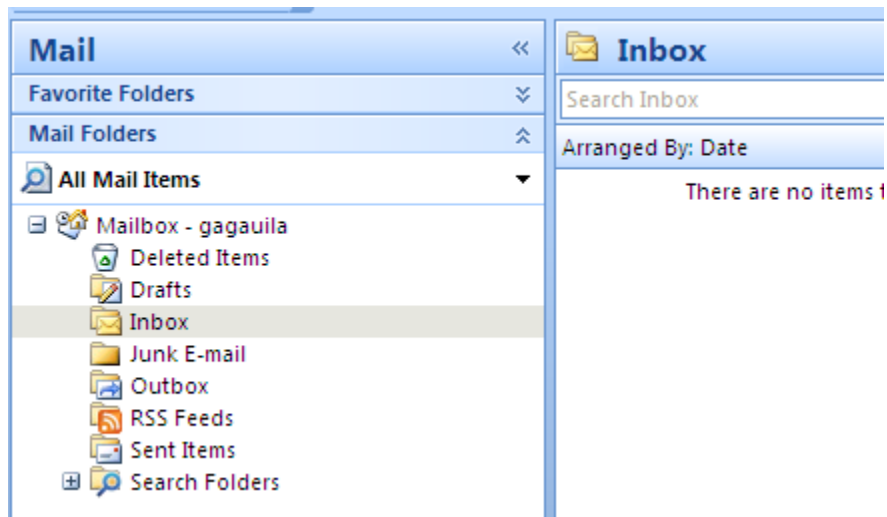 Mail
Favorite Folders
Mail Folders
All Mail Items
Mailbox - gagauila
Deleted Items
Drafts
Inbox
Junk E-mail
Outbox
RSS Feeds
Sent Items
Search Folders
Inbox
Search Inbox
Arranged By: Date
There are no items t